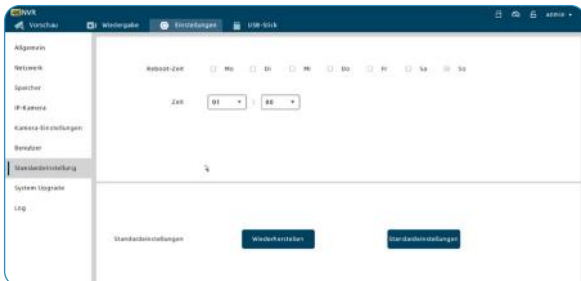 NVR
admin
Vorschau
Wiedergabe
Einstellungen
USB-Stick
Allgemein
Netzwerk
Speicher
IP-Kamera
Kamera-Einstellungen
Benutzer
Standardeinstellung
System Upgrade
Log
Reboot-Zeit Mo Di Mi Do Fr Sa So
Zeit 01 : 00
Standardeinstellungen
Wiederherstellen
Standardeinstellungen